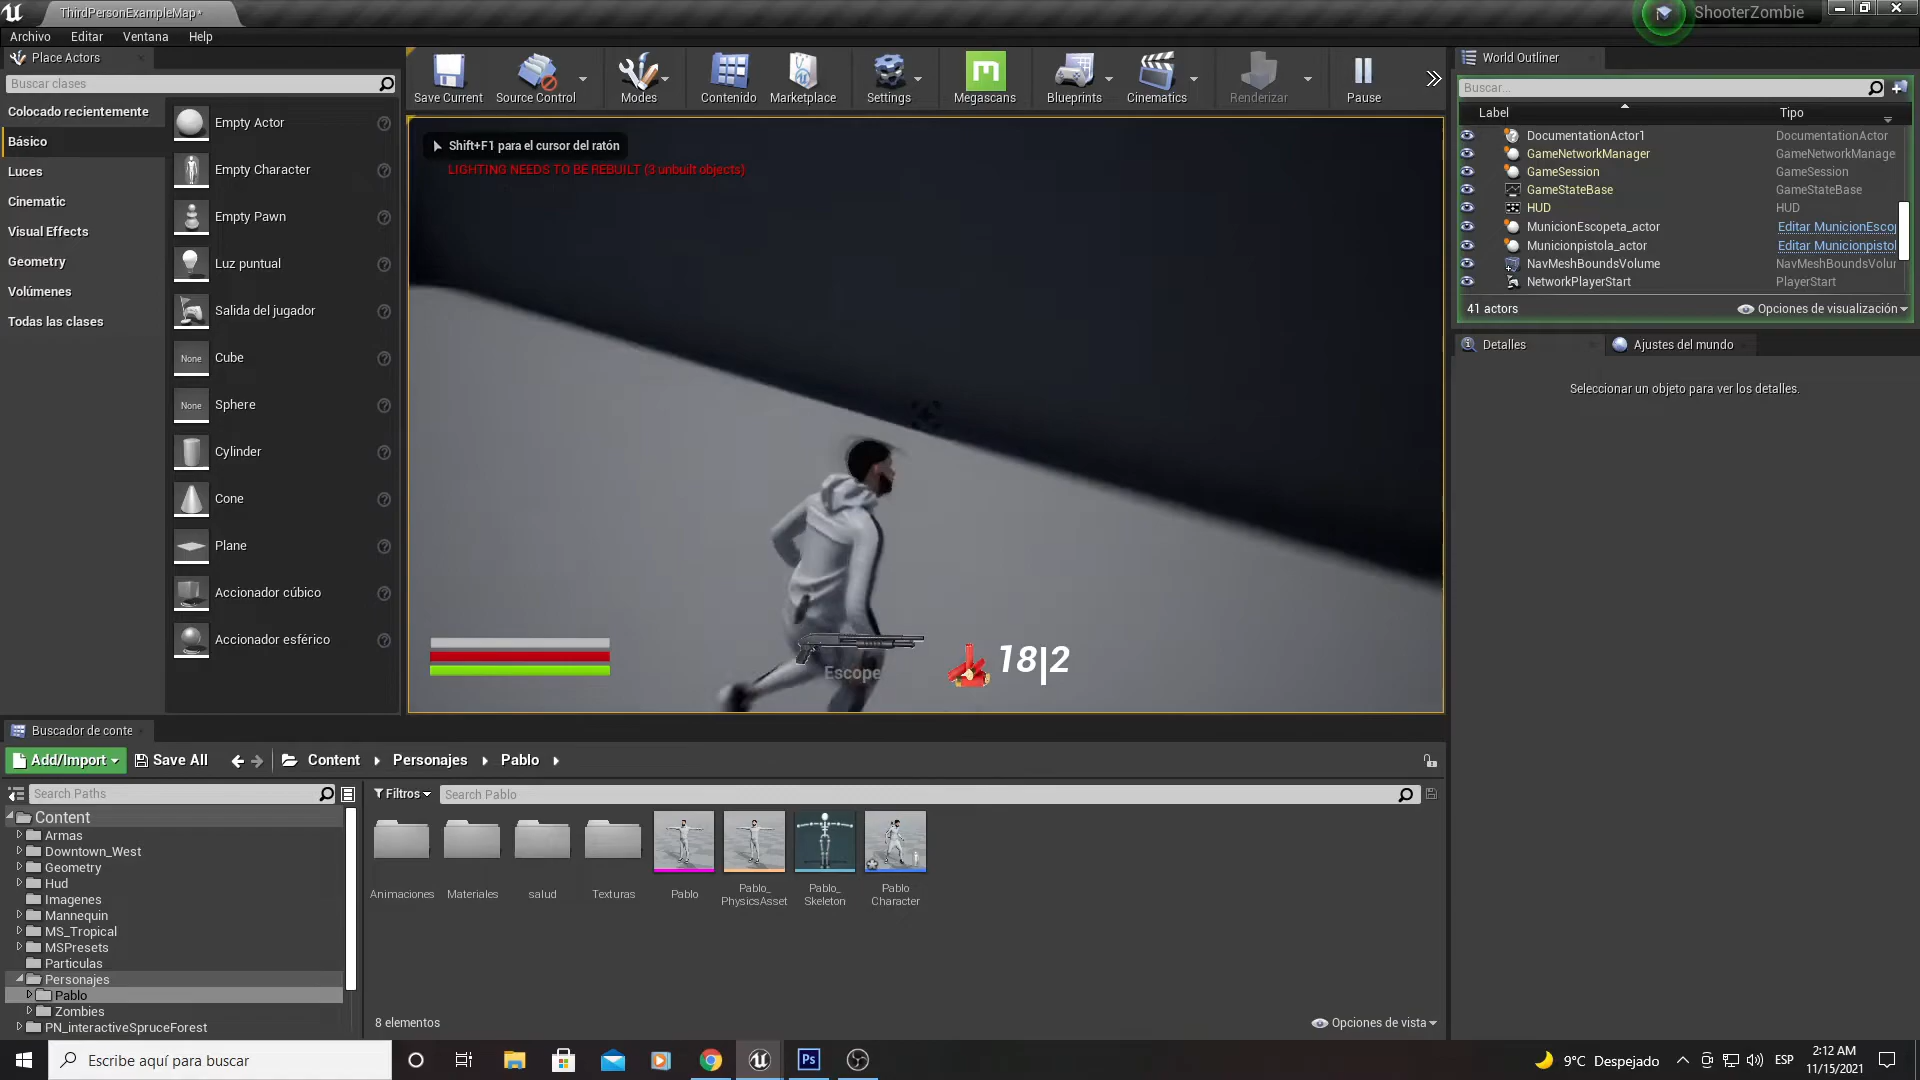 ThirdPersonExampleMap*
ShooterZombie
Archivo
Editar
Ventana
Help
Place Actors
Buscar clases
Colocado recientemente
Básico
Luces
Cinematic
Visual Effects
Geometry
Volúmenes
Todas las clases
Empty Actor
Empty Character
Empty Pawn
Luz puntual
Salida del jugador
None
Cube
None
Sphere
Cylinder
Cone
Plane
Accionador cúbico
Accionador esférico
Save Current
Source Control
Modes
Contenido
Marketplace
Settings
Megascans
Blueprints
Cinematics
Renderizar
Pause
Shift+F1 para el cursor del ratón
LIGHTING NEEDS TO BE REBUILT (3 unbuilt objects)
Escope
18|2
World Outliner
Buscar...
Label
Tipo
DocumentationActor1
DocumentationActor
GameNetworkManager
GameNetworkManage
GameSession
GameSession
GameStateBase
GameStateBase
HUD
HUD
MunicionEscopeta_actor
Editar MunicionEscop
Municionpistola_actor
Editar Municionpistol
NavMeshBoundsVolume
NavMeshBoundsVolur
NetworkPlayerStart
PlayerStart
41 actors
Opciones de visualización
Detalles
Ajustes del mundo
Seleccionar un objeto para ver los detalles.
Buscador de conte
Add/Import
Save All
Content
Personajes
Pablo
Search Paths
Filtros
Search Pablo
Content
Armas
Downtown_West
Geometry
Hud
Imagenes
Mannequin
MS_Tropical
MSPresets
Particulas
Personajes
Pablo
Zombies
PN_interactiveSpruceForest
Animaciones
Materiales
salud
Texturas
Pablo
Pablo_
PhysicsAsset
Pablo_
Skeleton
Pablo
Character
8 elementos
Opciones de vista
Escribe aquí para buscar
Ps
9°C Despejado
ESP
2:12 AM
11/15/2021